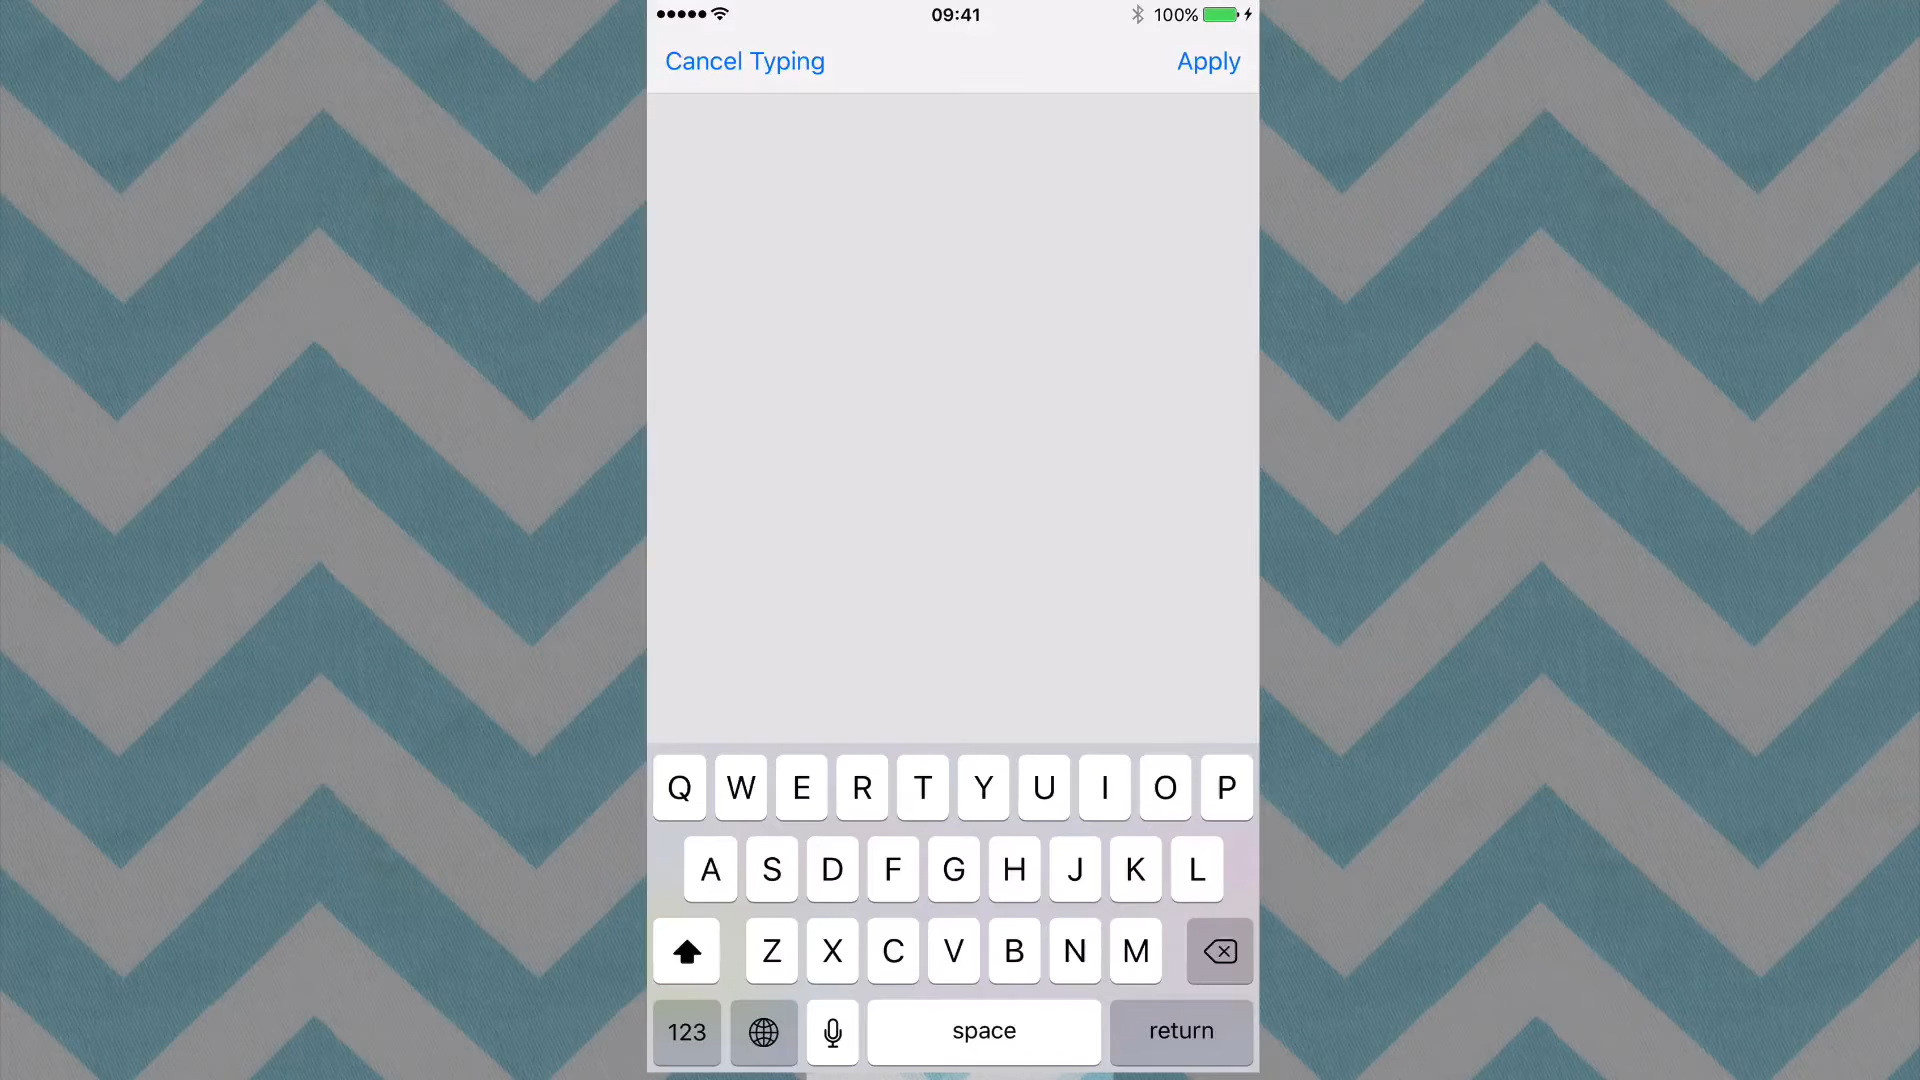 09:41 100%
Cancel Typing Apply
Q W E R T Y U I O P
A S D F G H J K L
Z X C V B N M
123 space return